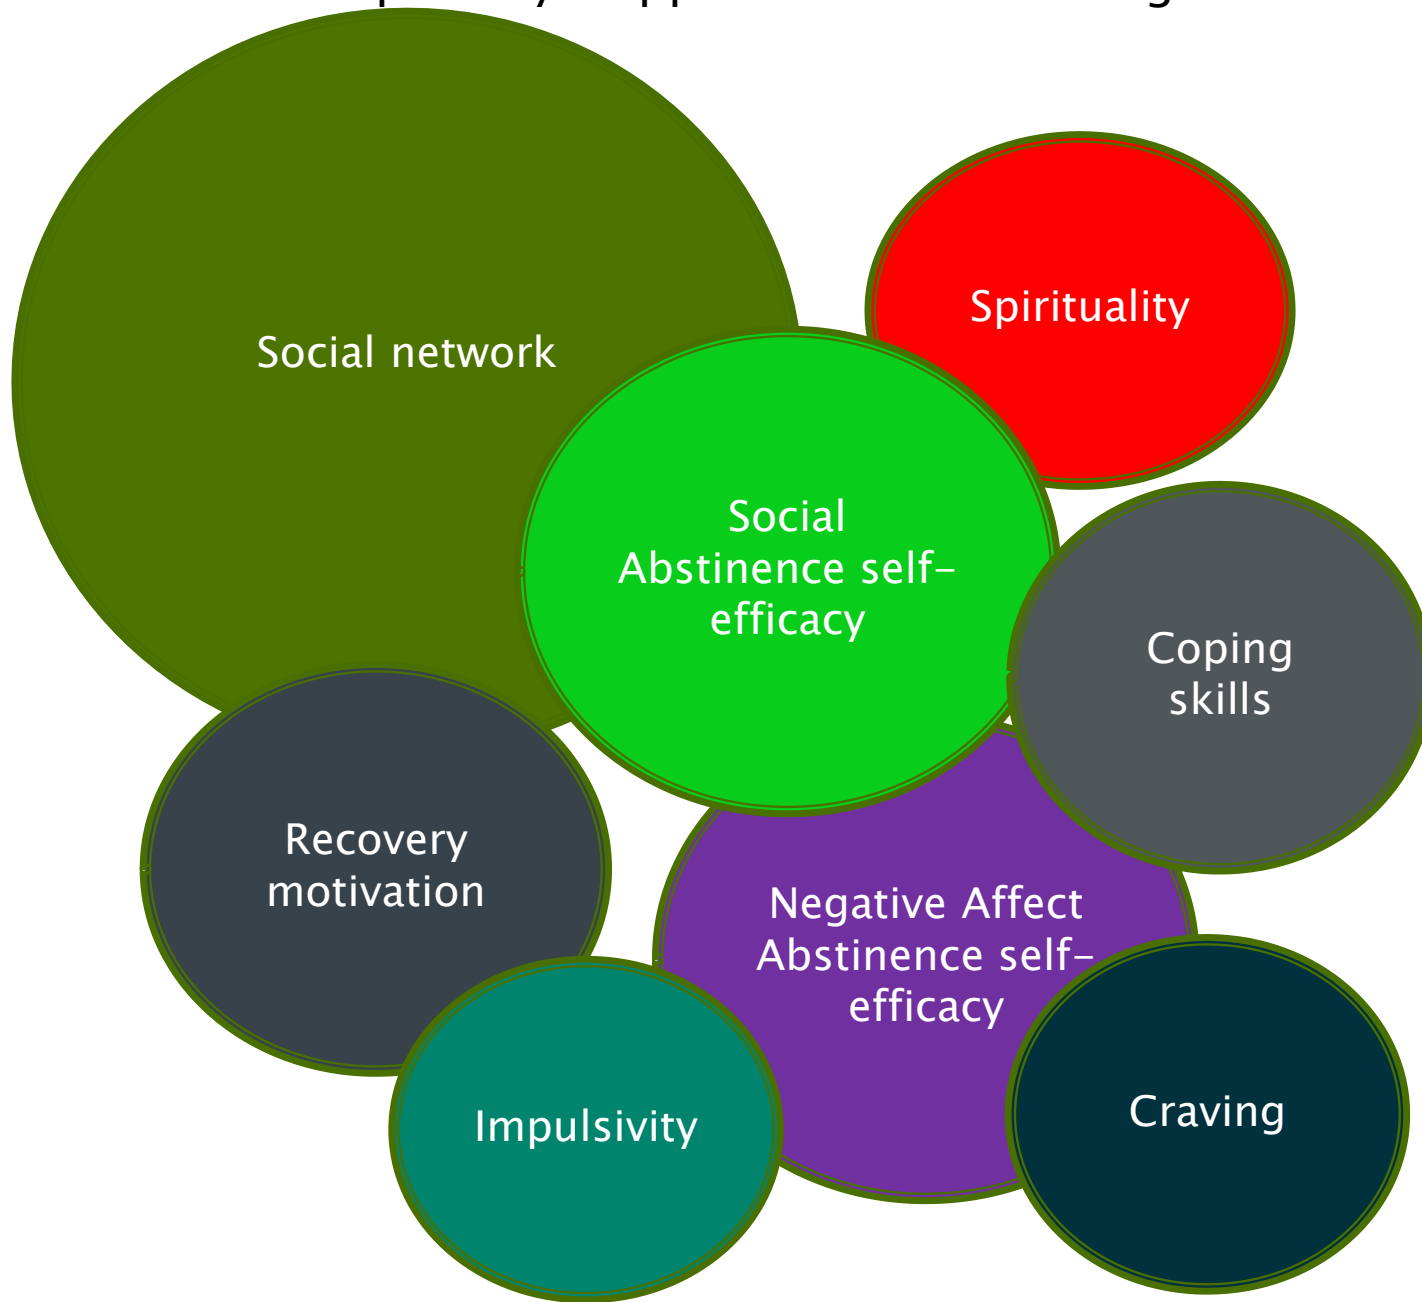 Spirituality
Social network
Social
Abstinence self-
efficacy
Coping
skills
Recovery
motivation
Negative Affect
Abstinence self-
efficacy
Impulsivity
Craving